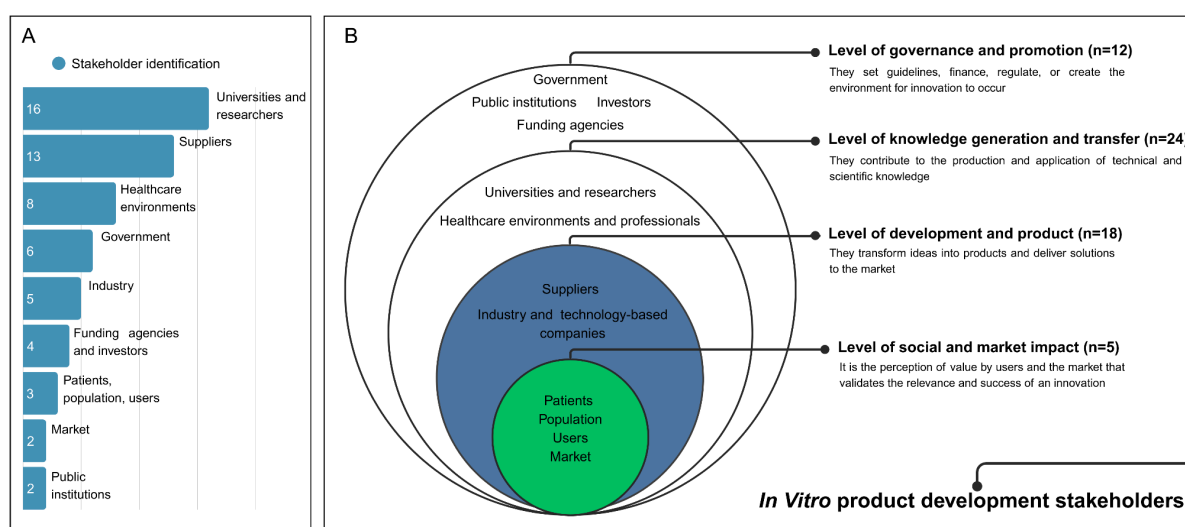 A
Stakeholder identification
16
Universities and
researchers
13
Suppliers
8
Healthcare
environments
6
Government
5
Industry
4
Funding agencies
and investors
3
Patients,
population, users
2
Market
2
Public
institutions
B
Government
Public institutions Investors
Funding agencies
Universities and researchers
Healthcare environments and professionals
Suppliers
Industry and technology-based
companies
Patients
Population
Users
Market
Level of governance and promotion (n=12)
They set guidelines, finance, regulate, or create the
environment for innovation to occur
Level of knowledge generation and transfer (n=24)
They contribute to the production and application of technical and
scientific knowledge
Level of development and product (n=18)
They transform ideas into products and deliver solutions
to the market
Level of social and market impact (n=5)
It is the perception of value by users and the market that
validates the relevance and success of an innovation
In Vitro product development stakeholders